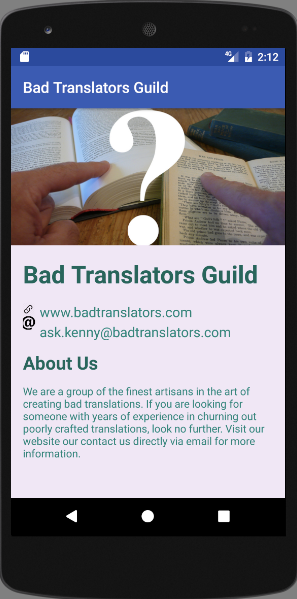 4G 2:12
Bad Translators Guild
?
Bad Translators Guild
www.badtranslators.com
@ ask.kenny@badtranslators.com
About Us
We are a group of the finest artisans in the art of
creating bad translations. If you are looking for
someone with years of experience in churning out
poorly crafted translations, look no further. Visit our
website our contact us directly via email for more
information.